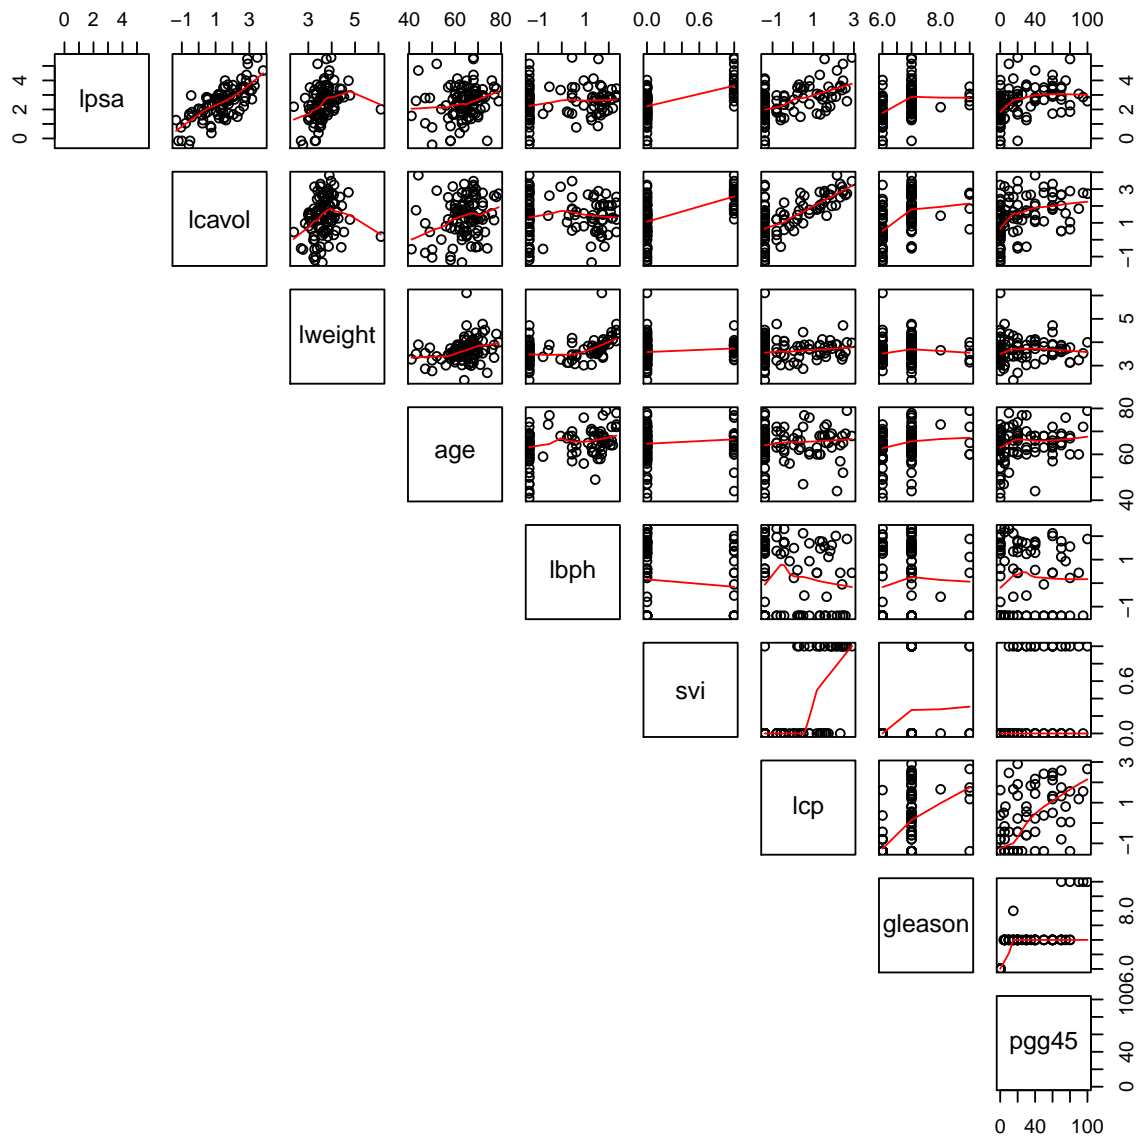 0 2 4 −1 1 3 3 5 40 60 80 −1 1 0.0 0.6 −1 1 3 6.0 8.0 0 40 100
lpsa 0 2 4 0 2 4
lcavol −1 1 3
lweight 3 5
age 40 60 80
lbph −1 1
svi 0.0 0.6
lcp −1 1 3
gleason 6.0 8.0
pgg45 0 40 100
0 40 100